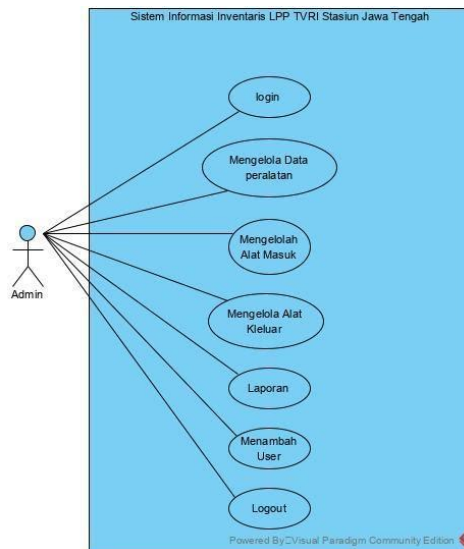 Sistem Informasi Inventaris LPP TVRI Stasiun Jawa Tengah
login
Mengelola Data
peralatan
Mengelolah
Alat Masuk
Admin
Mengelola Alat
Kleluar
Laporan
Menambah
User
Logout
Powered By Visual Paradigm Community Edition